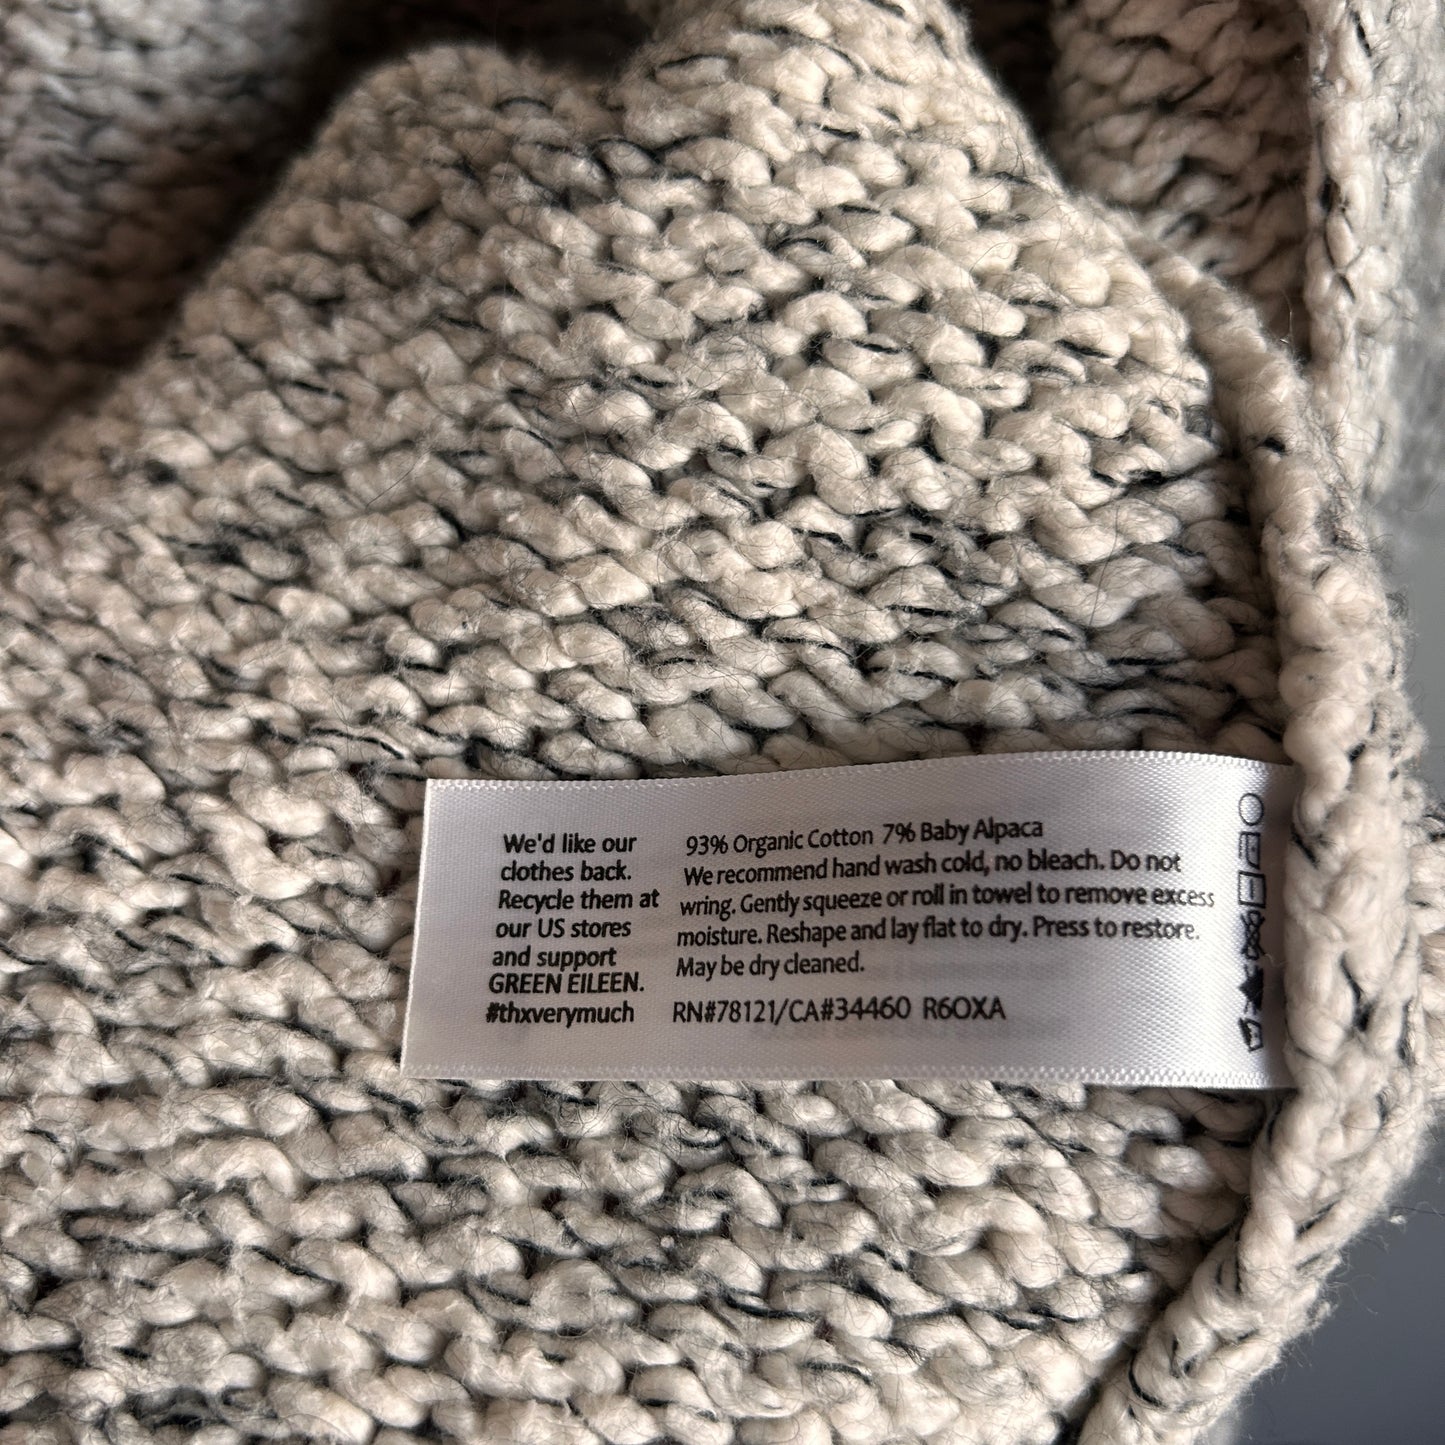 We'd like our
clothes back.
Recycle them at
our US stores
and support
GREEN EILEEN.
#thxverymuch
93% Organic Cotton 7% Baby Alpaca
We recommend hand wash cold, no bleach. Do not
wring. Gently squeeze or roll in towel to remove excess
moisture. Reshape and lay flat to dry. Press to restore.
May be dry cleaned.
RN#78121/CA#34460 R6OXA